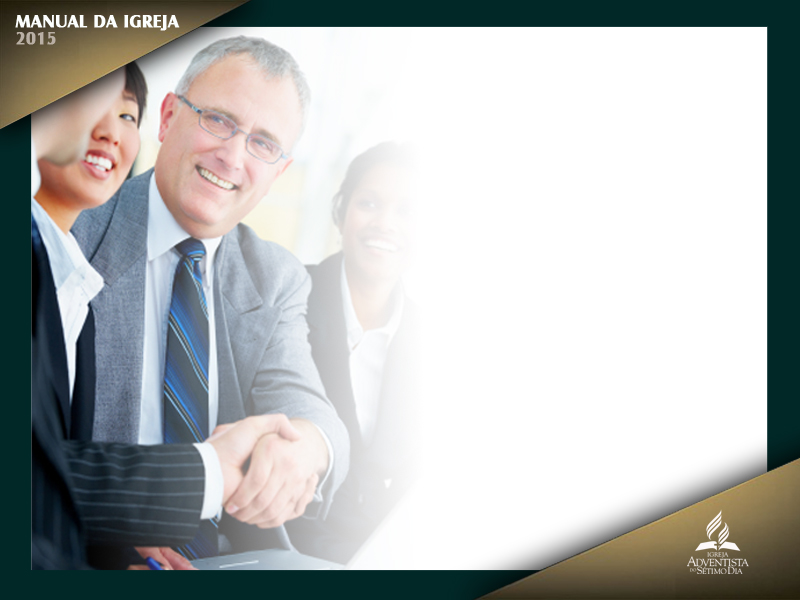 MANUAL DA IGREJA
2015
IGREJA
ADVENTISTA
DO SÉTIMO DIA